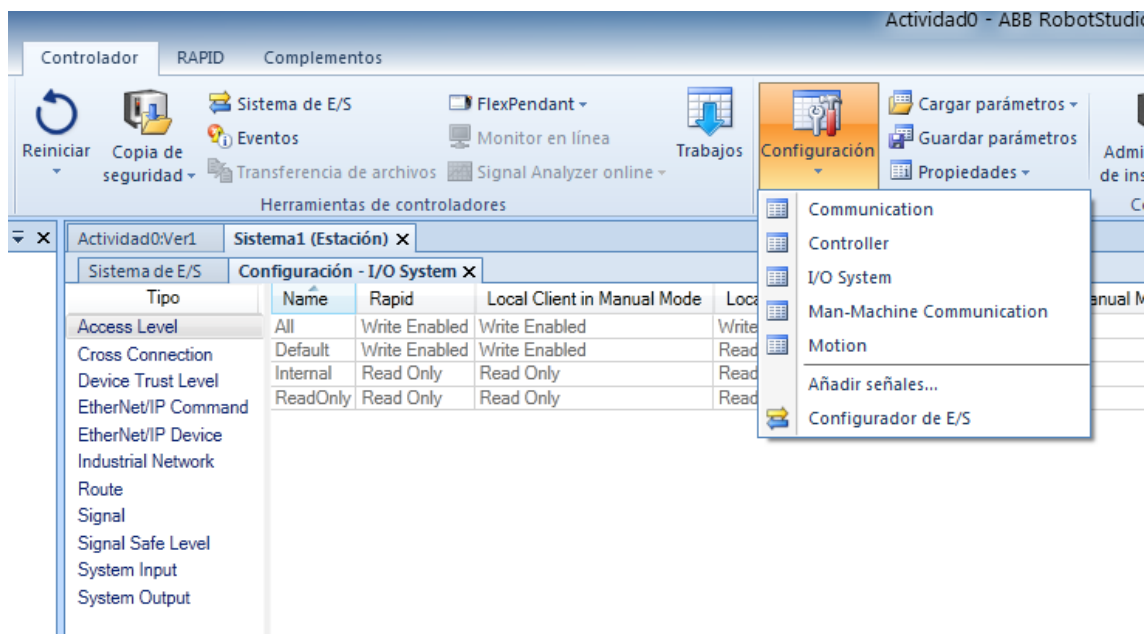 Actividad0 - ABB RobotStudio
Controlador RAPID Complementos
Reiniciar
Copia de seguridad
Sistema de E/S
Eventos
Transferencia de archivos
FlexPendant
Monitor en línea
Signal Analyzer online
Herramientas de controladores
Trabajos
Configuración
Cargar parámetros
Guardar parámetros
Propiedades
Communication
Controller
I/O System
Man-Machine Communication
Motion
Añadir señales...
Configurador de E/S
Actividad0:Ver1 Sistema1 (Estación) X
Sistema de E/S Configuración - I/O System X
Tipo
Access Level
Cross Connection
Device Trust Level
EtherNet/IP Command
EtherNet/IP Device
Industrial Network
Route
Signal
Signal Safe Level
System Input
System Output
Name Rapid Local Client in Manual Mode
All Write Enabled Write Enabled Write
Default Write Enabled Write Enabled Read
Internal Read Only Read Only Read
ReadOnly Read Only Read Only Read